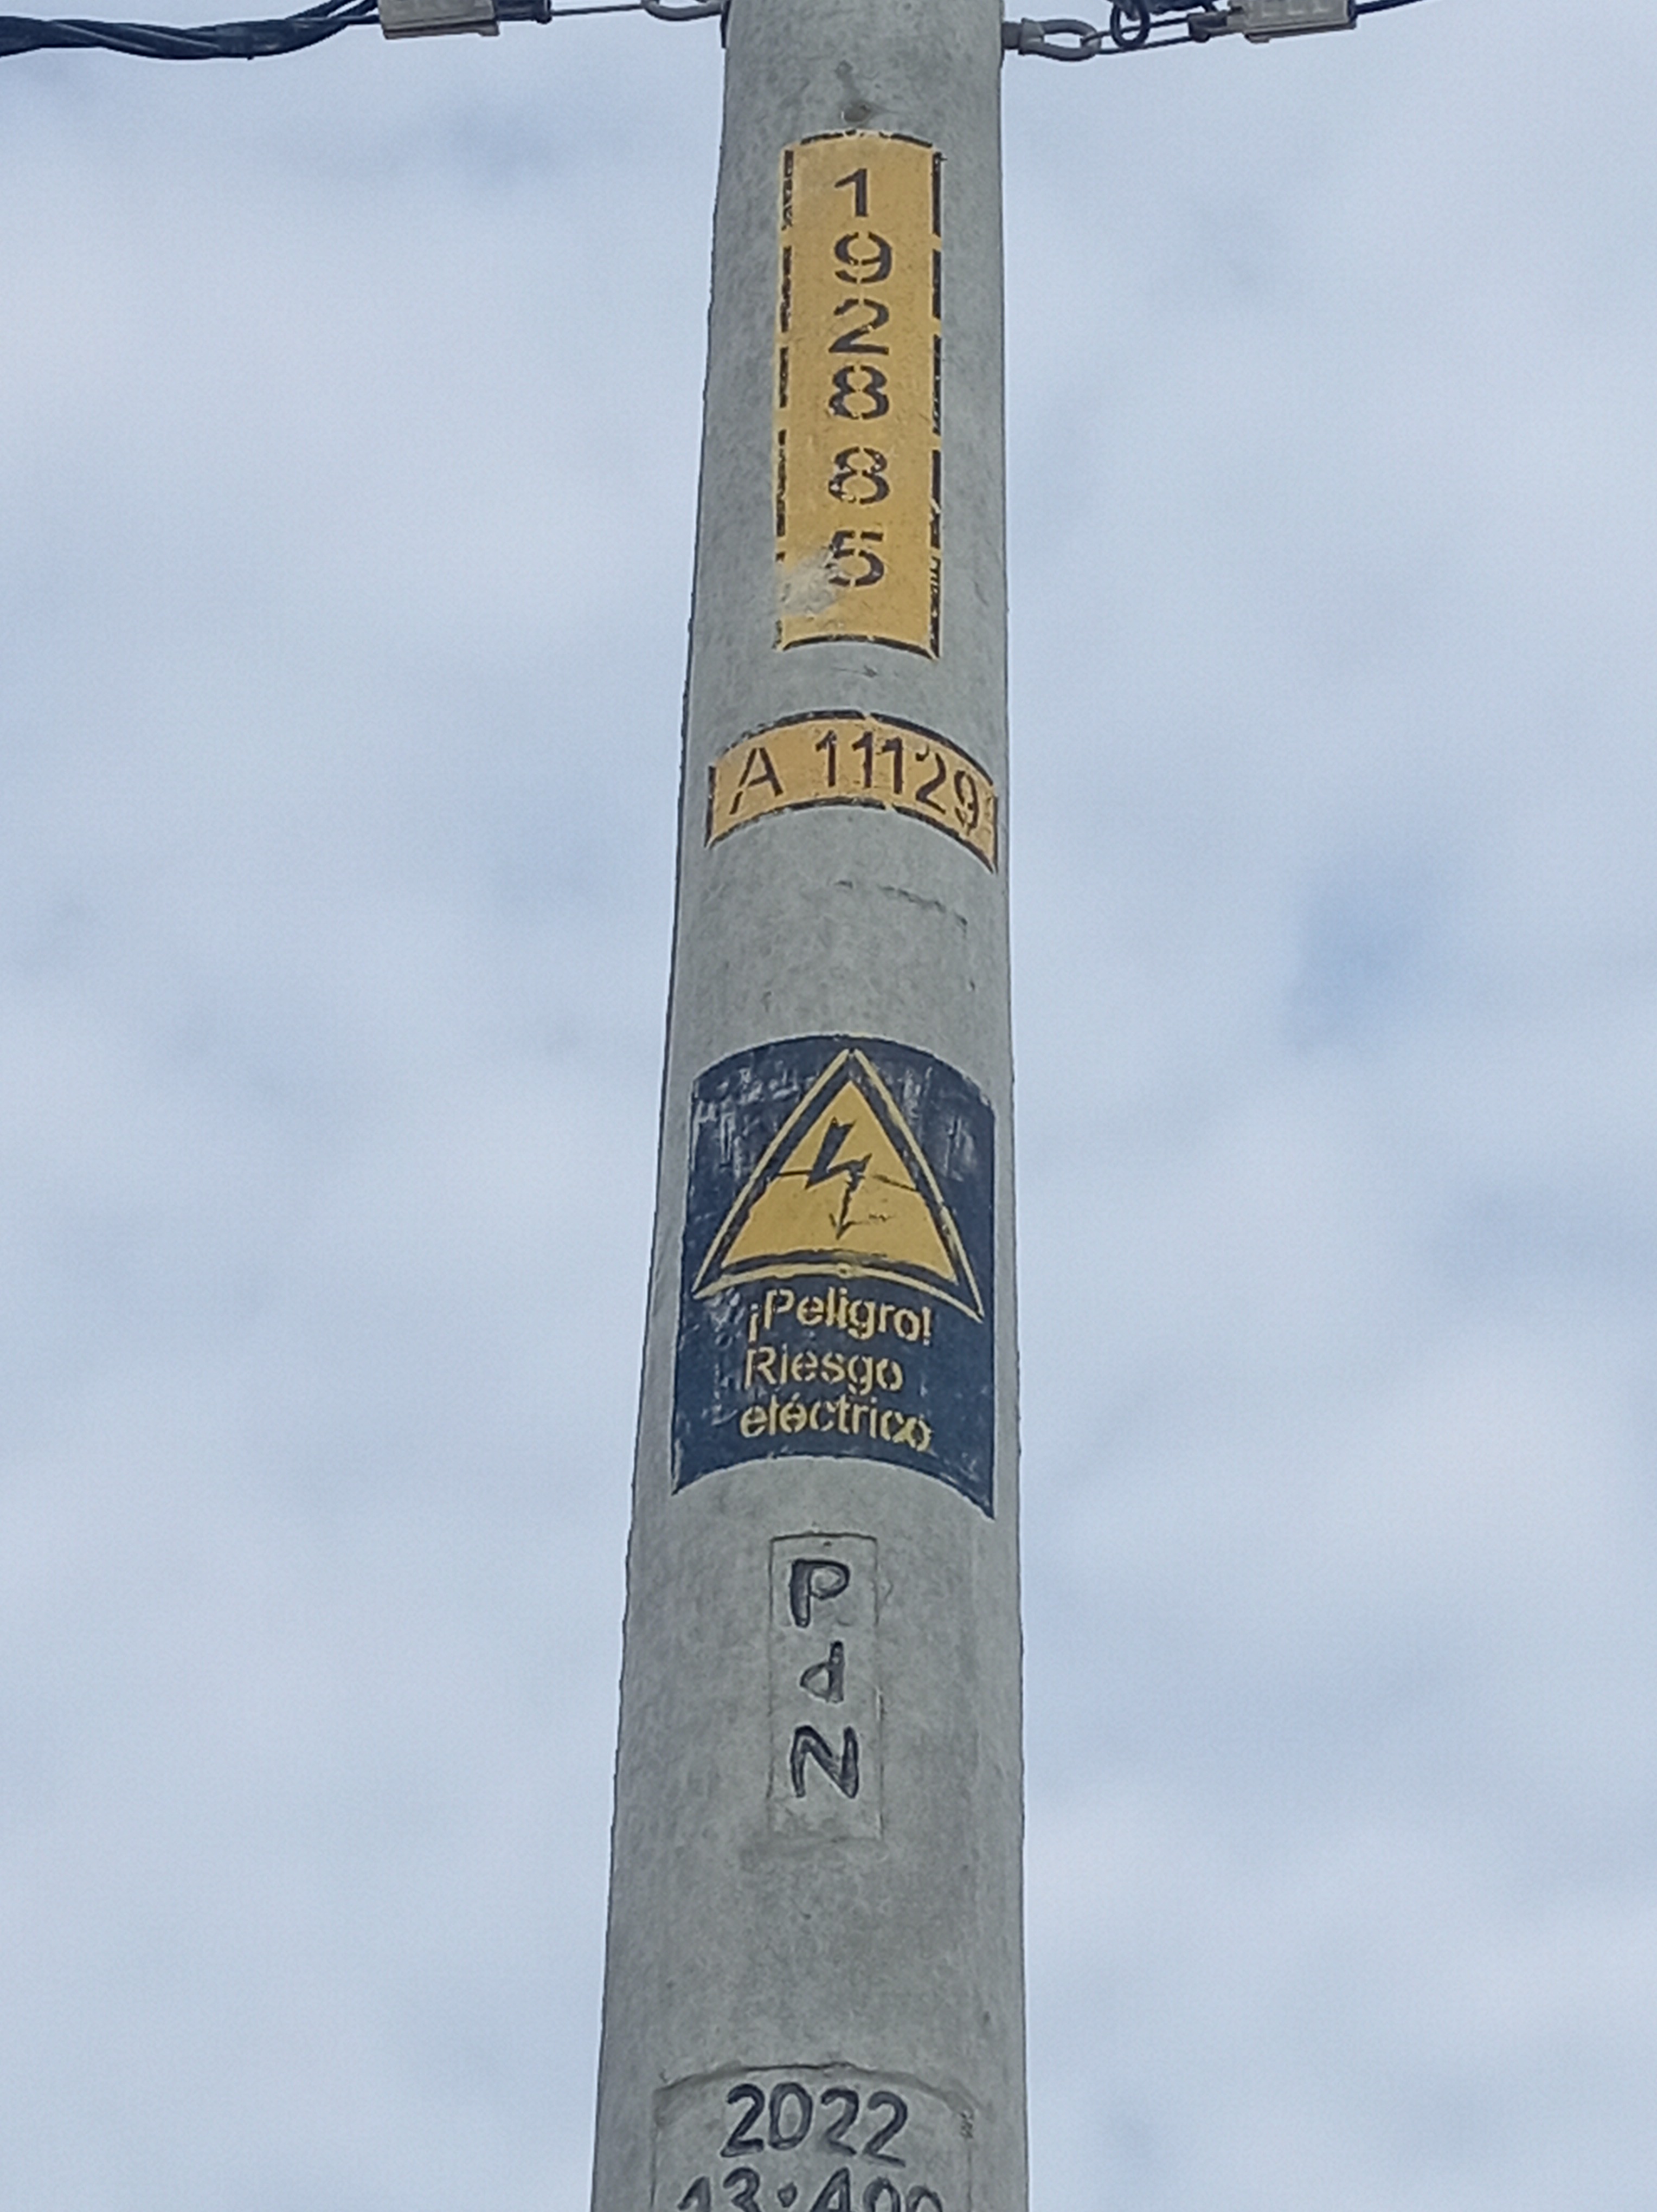 1
9
2
8
8
5
A 11129
¡Peligro!
Riesgo
eléctrico
P
d
N
2022